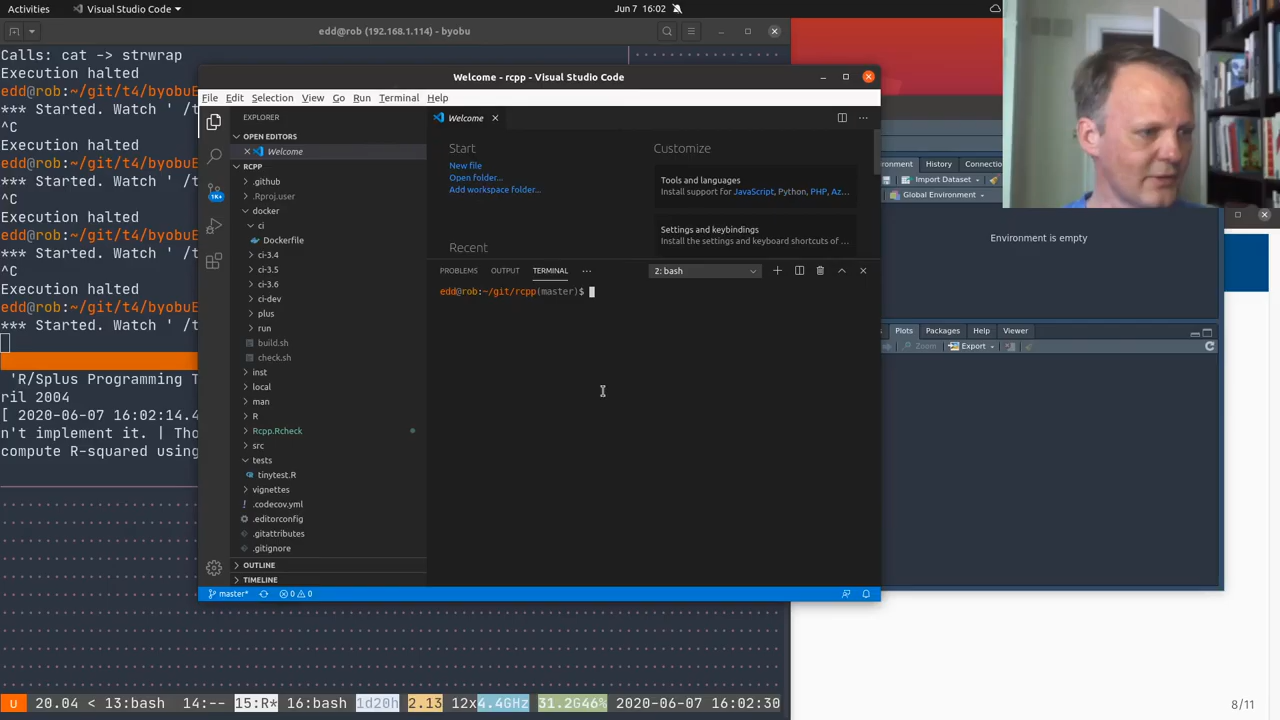 Activities
Visual Studio Code
Jun 7 16:02
edd@rob (192.168.1.114) - byobu
Calls: cat -> strwrap
Execution halted
edd@rob:~/git/t4/byobuE
*** Started. Watch ' /t
^C
Execution halted
edd@rob:~/git/t4/byobuE
*** Started. Watch ' /t
^C
Execution halted
edd@rob:~/git/t4/byobuE
*** Started. Watch ' /t
^C
Execution halted
edd@rob:~/git/t4/byobuE
*** Started. Watch ' /t
'R/Splus Programming T
ril 2004
[ 2020-06-07 16:02:14.4
n't implement it. | Tho
compute R-squared using
Welcome - rcpp - Visual Studio Code
File Edit Selection View Go Run Terminal Help
EXPLORER
OPEN EDITORS
Welcome
RCPP
.github
.Rproj.user
docker
ci
Dockerfile
ci-3.4
ci-3.5
ci-3.6
ci-dev
plus
run
build.sh
check.sh
inst
local
man
R
Rcpp.Rcheck
src
tests
tinytest.R
vignettes
.codecov.yml
.editorconfig
.gitattributes
.gitignore
OUTLINE
TIMELINE
1K+
Welcome
Start
New file
Open folder...
Add workspace folder...
Recent
Customize
Tools and languages
Install support for JavaScript, Python, PHP, Az...
Settings and keybindings
Install the settings and keyboard shortcuts of ...
PROBLEMS OUTPUT TERMINAL ...
2: bash
edd@rob:~/git/rcpp(master)$
master*
0 0
ronment History Connectio
Import Dataset
Global Environment
Environment is empty
Plots Packages Help Viewer
Zoom Export
u 20.04 < 13:bash 14:-- 15:R* 16:bash 1d20h 2.13 12x4.4GHz 31.2G46% 2020-06-07 16:02:30
8/11